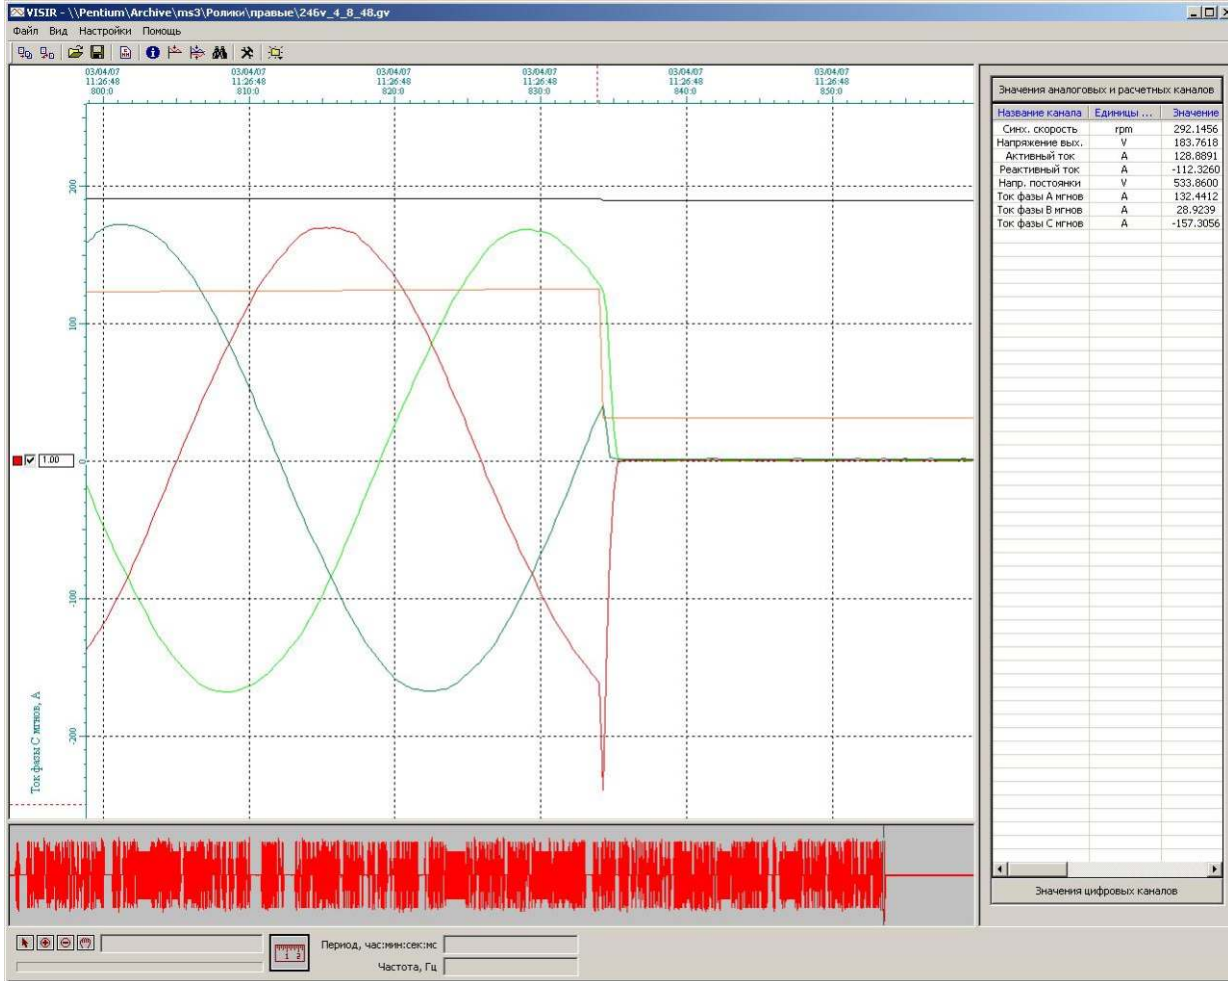 VISIR - \\Pentium\Archive\ms3\Ролики\правые\246v_4_8_48.gv
Файл Вид Настройки Помощь
03/04/07 03/04/07 03/04/07 03/04/07 03/04/07 03/04/07
11:26:48 11:26:48 11:26:48 11:26:48 11:26:48 11:26:48
800:0 810:0 820:0 830:0 840:0 850:0
200
100
1.00 0
-100
-200
Ток фазы С мгнов, А
Значения аналоговых и расчетных каналов
Название канала Единицы ... Значение
Синх. скорость rpm 292.1456
Напряжение вых. V 183.7618
Активный ток A 128.8891
Реактивный ток A -112.3260
Напр. постоянки V 533.8600
Ток фазы А мгнов A 132.4412
Ток фазы В мгнов A 28.9239
Ток фазы С мгнов A -157.3056
Значения цифровых каналов
Период, час:мин:сек:мс
1 2
Частота, Гц